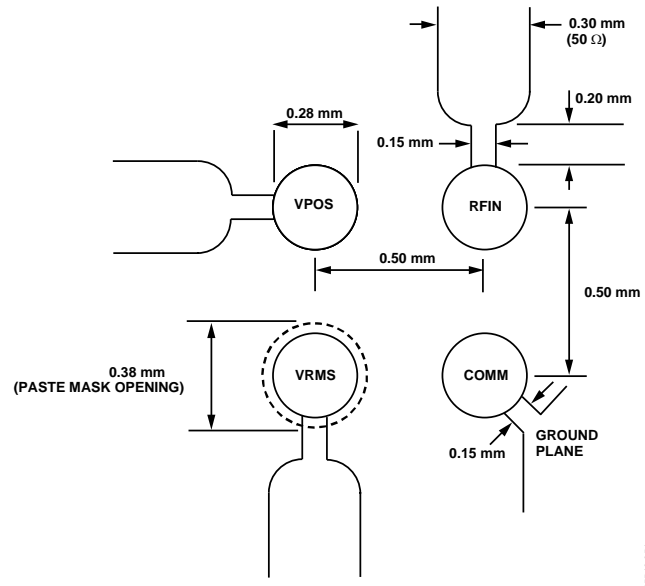 0.30 mm
(50 Ω)
0.28 mm
0.20 mm
0.15 mm
VPOS
RFIN
0.50 mm
0.50 mm
0.38 mm
(PASTE MASK OPENING)
VRMS
COMM
GROUND
PLANE
0.15 mm